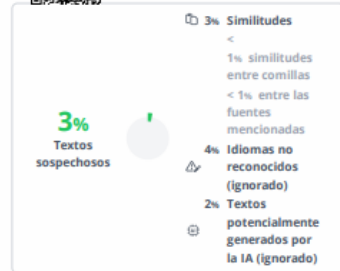 3%
Textos
sospechosos
3% Similitudes
<
1% similitudes
entre comillas
< 1% entre las
fuentes
mencionadas
4% Idiomas no
reconocidos
(ignorado)
2% Textos
potencialmente
generados por
la IA (ignorado)